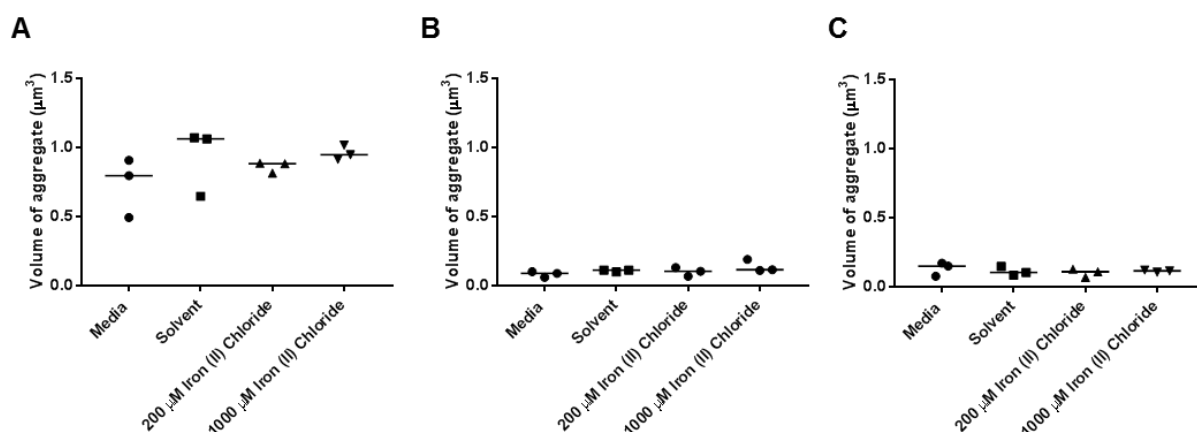 A
Volume of aggregate (μm³)
1.5
1.0
0.5
0.0
Media
Solvent
200 μM Iron (II) Chloride
1000 μM Iron (II) Chloride
B
Volume of aggregate (μm³)
1.5
1.0
0.5
0.0
Media
Solvent
200 μM Iron (II) Chloride
1000 μM Iron (II) Chloride
C
Volume of aggregate (μm³)
1.5
1.0
0.5
0.0
Media
Solvent
200 μM Iron (II) Chloride
1000 μM Iron (II) Chloride